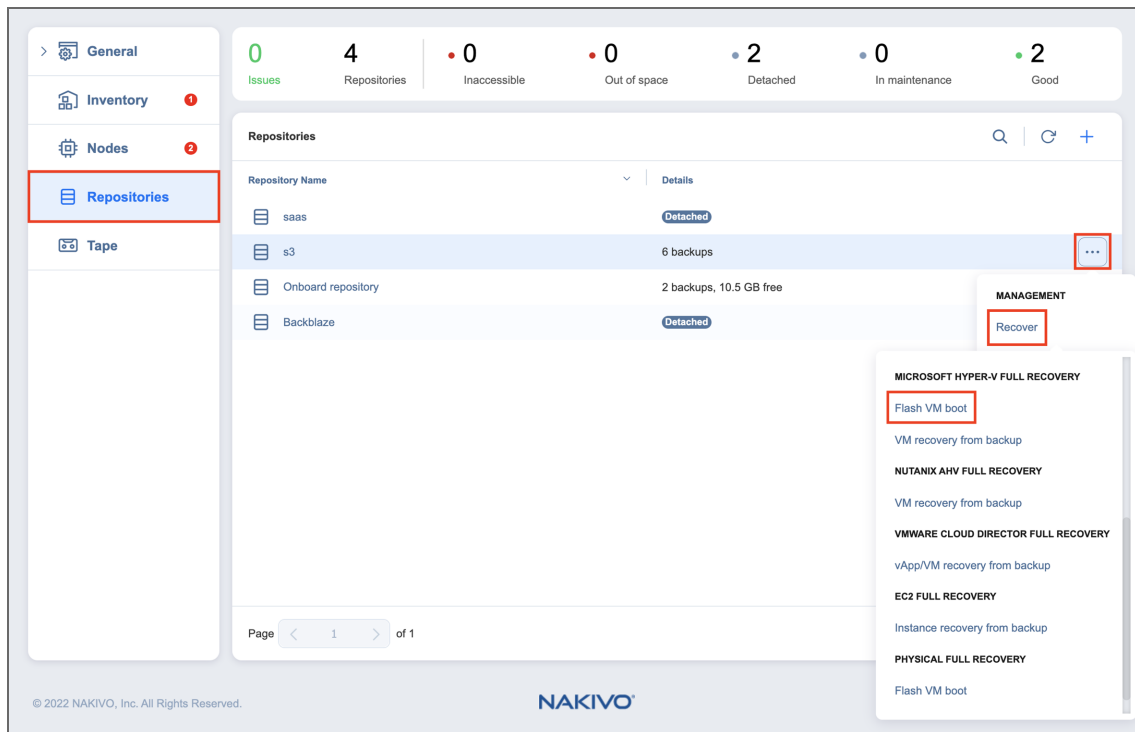 General
Inventory 1
Nodes 2
Repositories
Tape
0 4 0 0 2 0 2
Issues Repositories Inaccessible Out of space Detached In maintenance Good
Repositories
Repository Name Details
saas Detached
s3 6 backups ...
Onboard repository 2 backups, 10.5 GB free
Backblaze Detached
MANAGEMENT
Recover
MICROSOFT HYPER-V FULL RECOVERY
Flash VM boot
VM recovery from backup
NUTANIX AHV FULL RECOVERY
VM recovery from backup
VMWARE CLOUD DIRECTOR FULL RECOVERY
vApp/VM recovery from backup
EC2 FULL RECOVERY
Instance recovery from backup
PHYSICAL FULL RECOVERY
Flash VM boot
Page 1 of 1
© 2022 NAKIVO, Inc. All Rights Reserved.
NAKIVO®